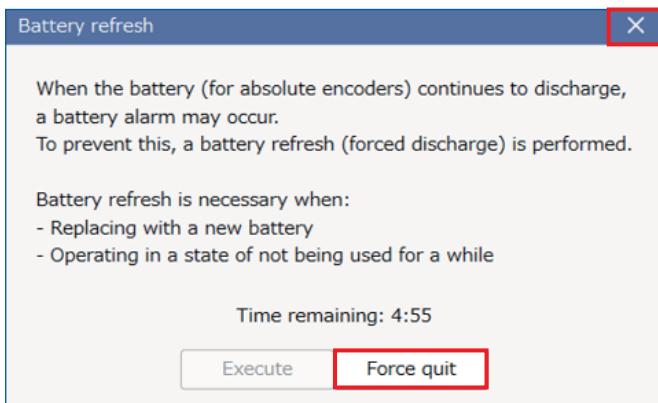 Battery refresh
When the battery (for absolute encoders) continues to discharge,
a battery alarm may occur.
To prevent this, a battery refresh (forced discharge) is performed.
Battery refresh is necessary when:
- Replacing with a new battery
- Operating in a state of not being used for a while
Time remaining: 4:55
Execute Force quit